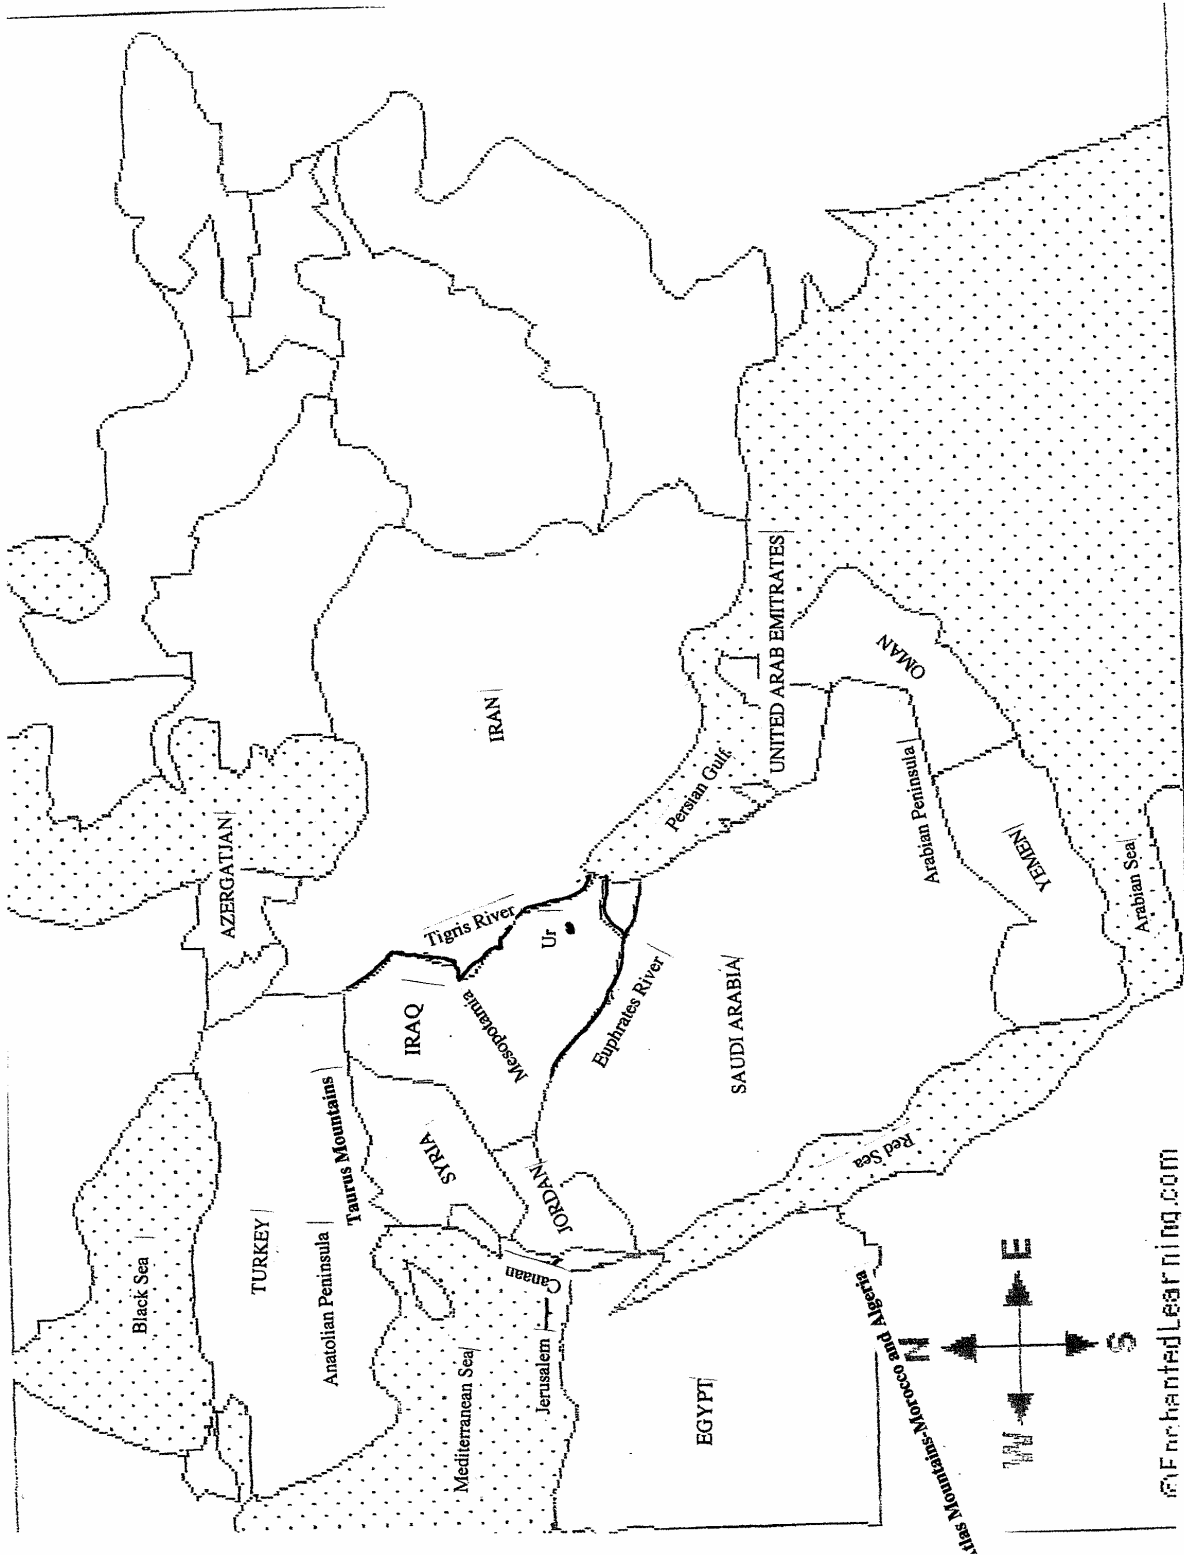 Black Sea
TURKEY
Anatolian Peninsula
Taurus Mountains
AZERGATJAN
Mediterranean Sea
Jerusalem
Canaan
SYRIA
JORDAN
IRAQ
Mesopotamia
Tigris River
Ur
Euphrates River
IRAN
EGYPT
Red Sea
SAUDI ARABIA
Persian Gulf
UNITED ARAB EMITRATES
OMAN
Arabian Peninsula
YEMEN
Arabian Sea
Atlas Mountains-Morocco and Algeria
N
W
E
S
©EnchantedLearning.com